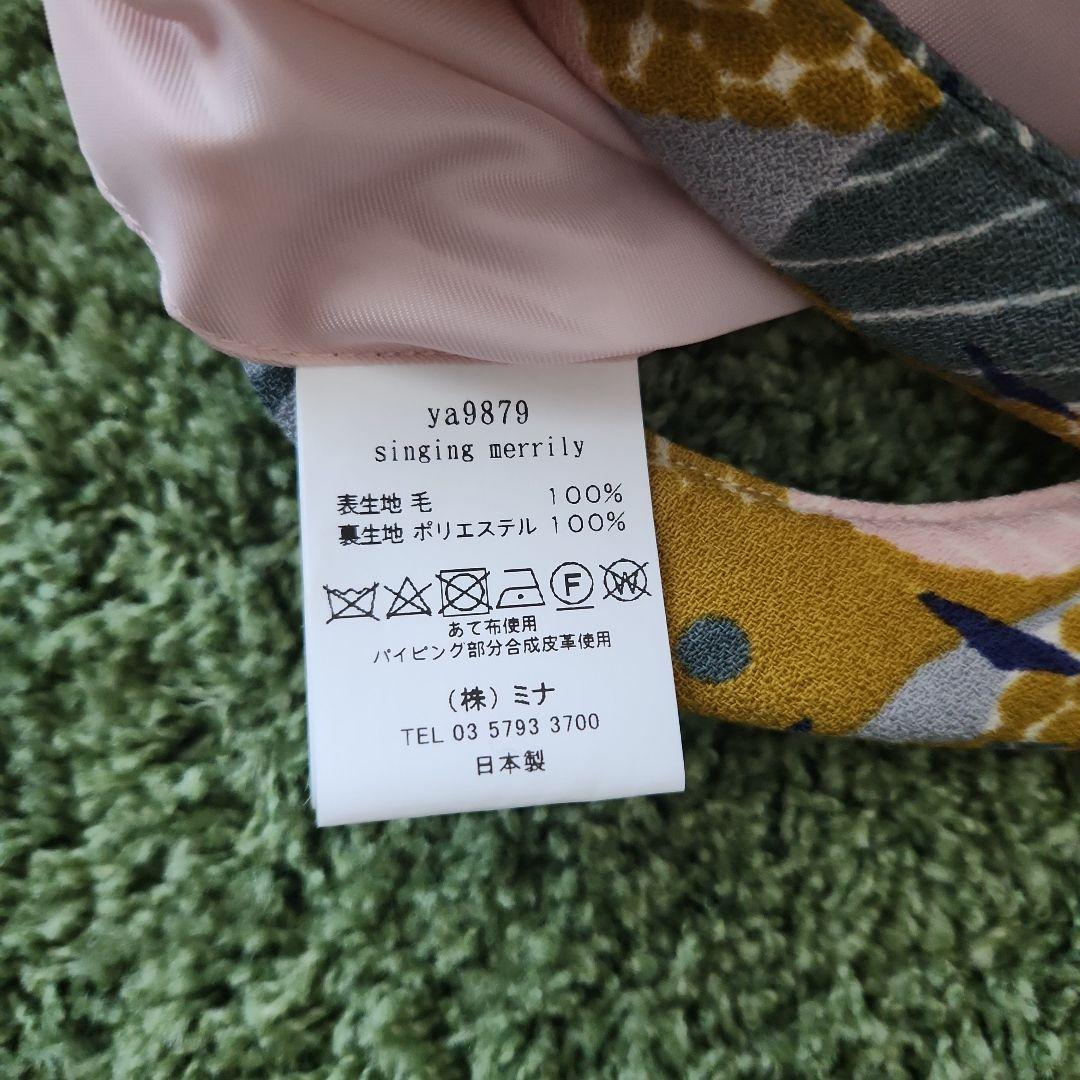 ya9879
singing merrily
表生地 毛 100%
裏生地 ポリエステル 100%
F W
あて布使用
パイピング部分合成皮革使用
(株) ミナ
TEL 03 5793 3700
日本製